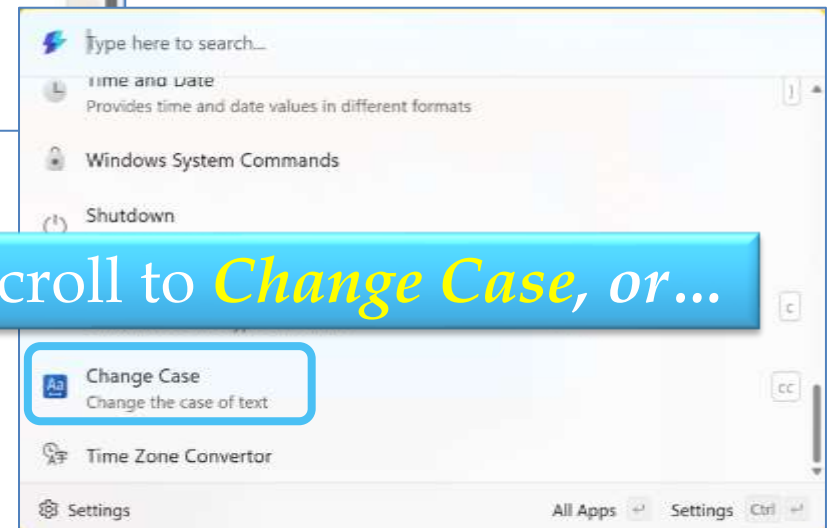 Type here to search...
Time and Date
Provides time and date values in different formats
Windows System Commands
Shutdown
croll to Change Case, or...
c
Change Case
Change the case of text
cc
Time Zone Convertor
Settings All Apps Settings Ctrl